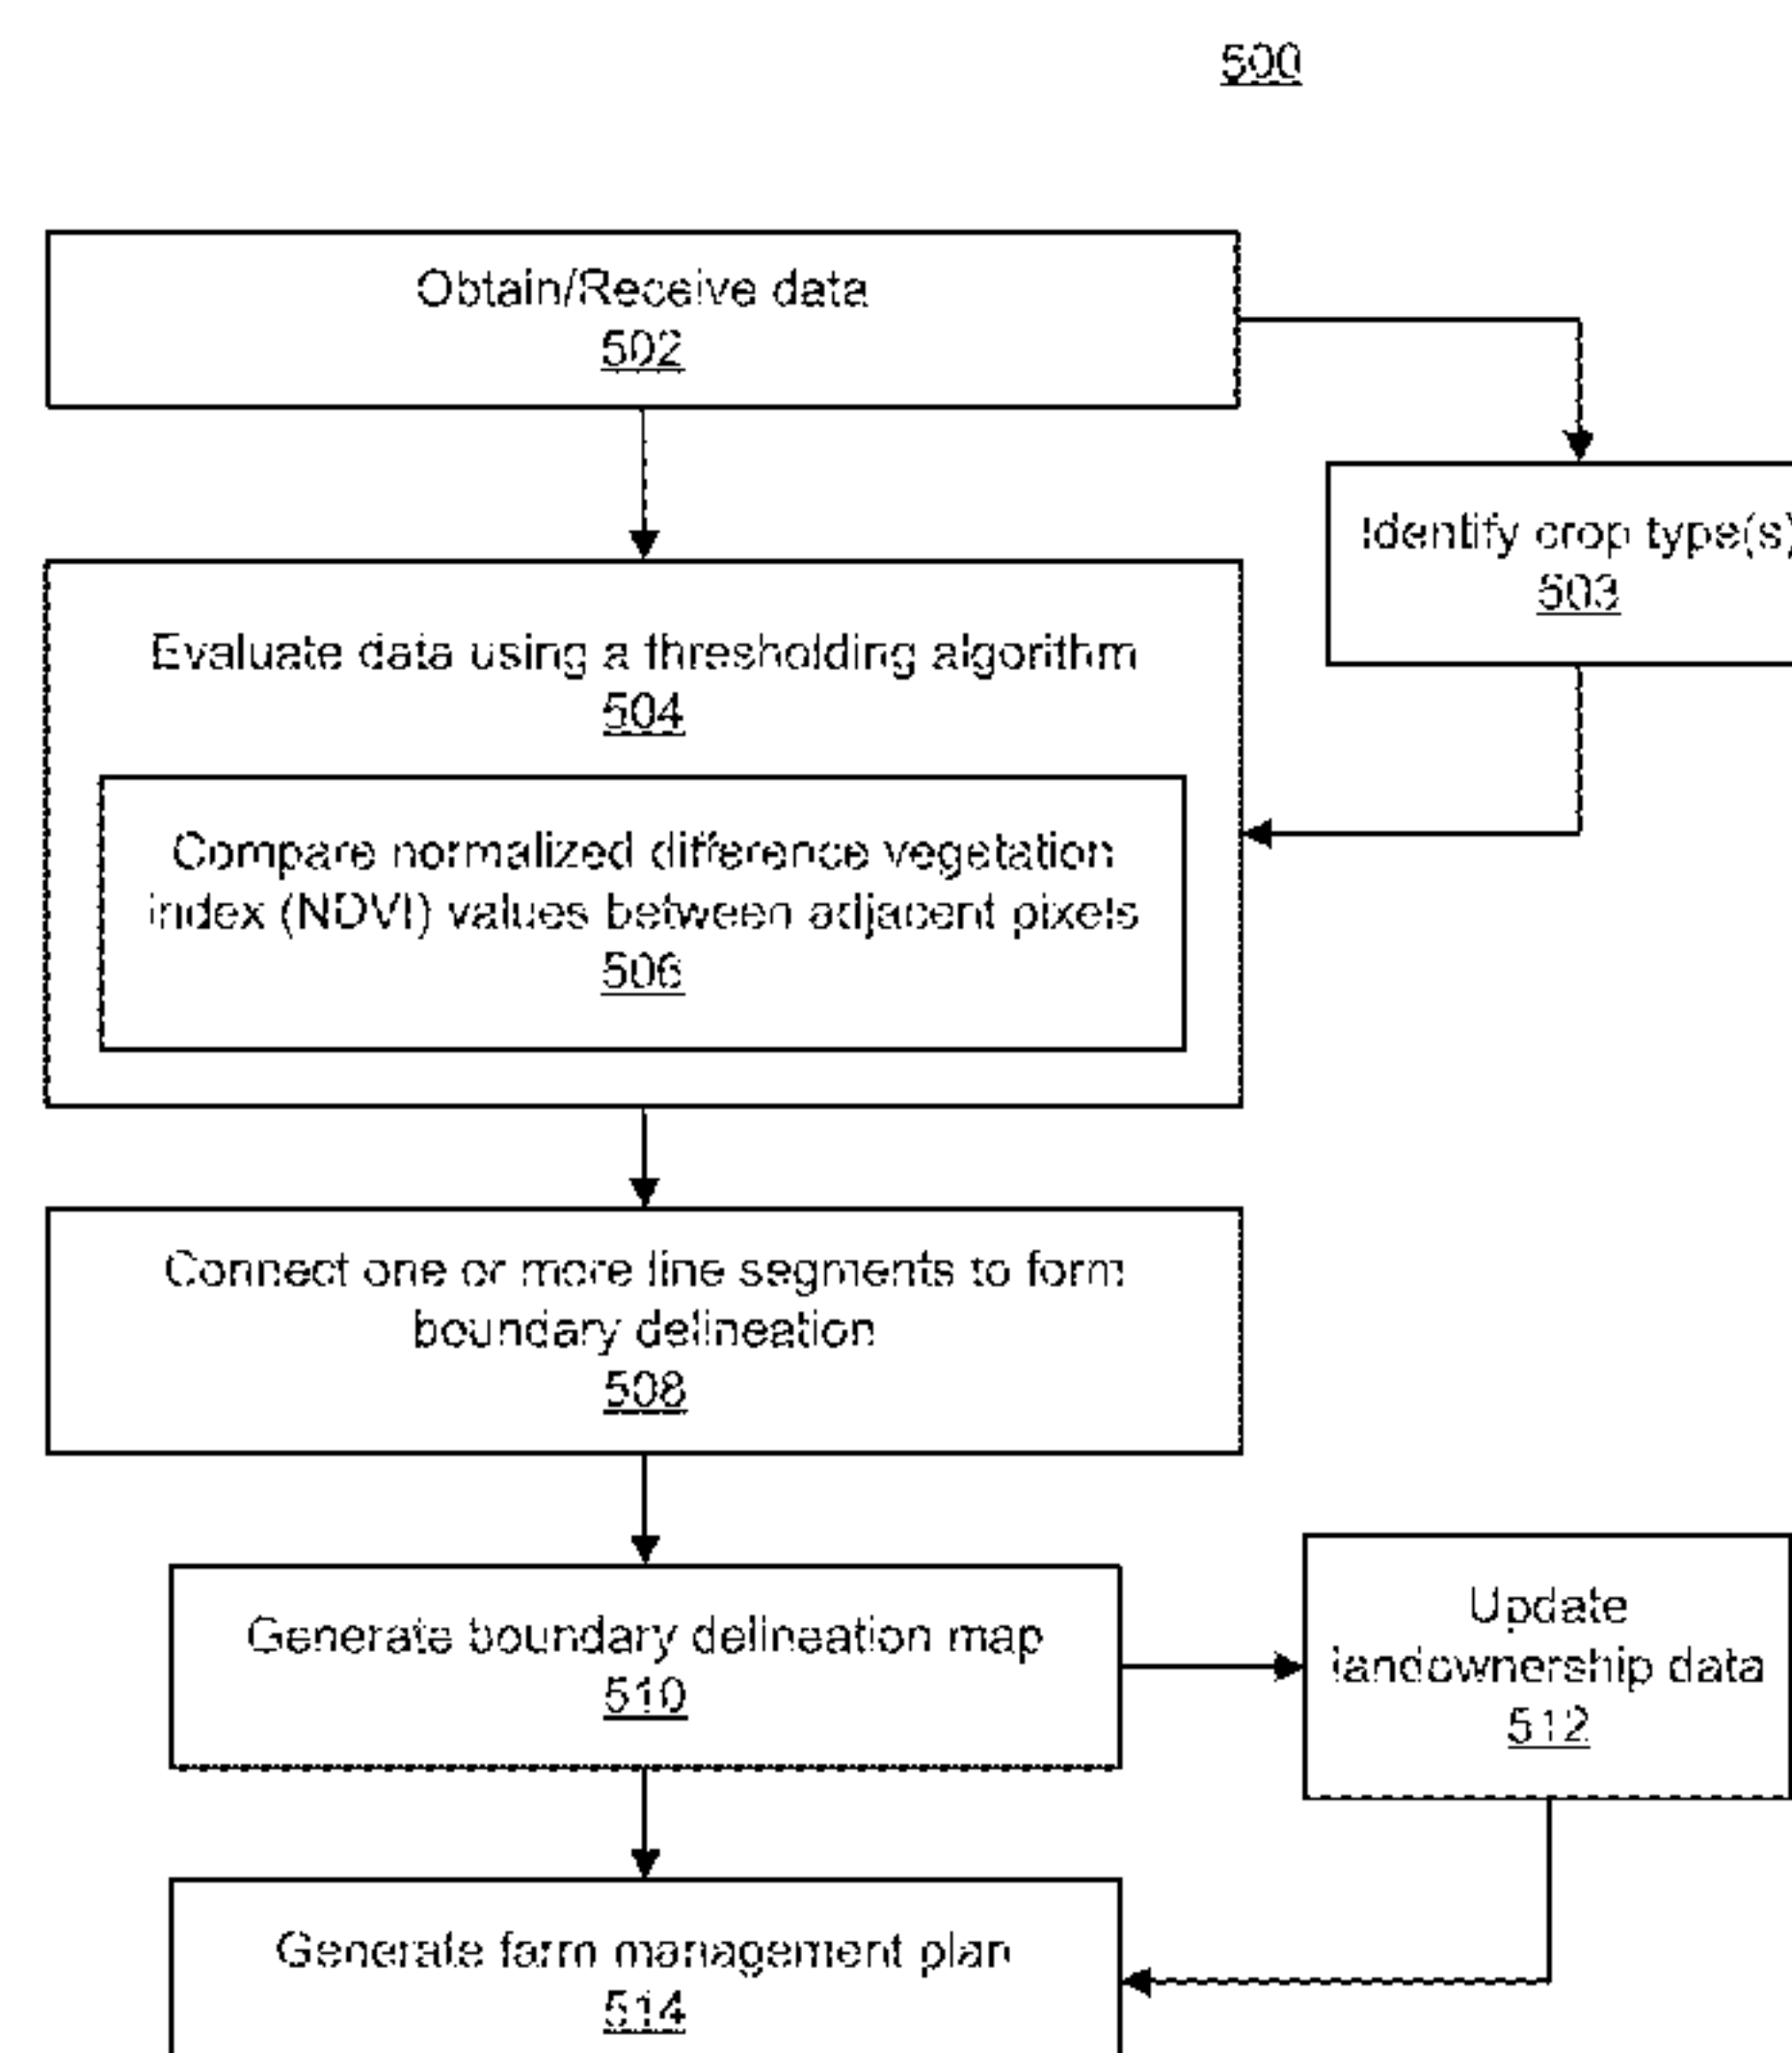 500
Obtain/Receive data
502
Identify crop type(s)
503
Evaluate data using a thresholding algorithm
504
Compare normalized difference vegetation
index (NDVI) values between adjacent pixels
506
Connect one or more line segments to form
boundary delineation
508
Generate boundary delineation map
510
Update
landownership data
512
Generate farm management plan
514